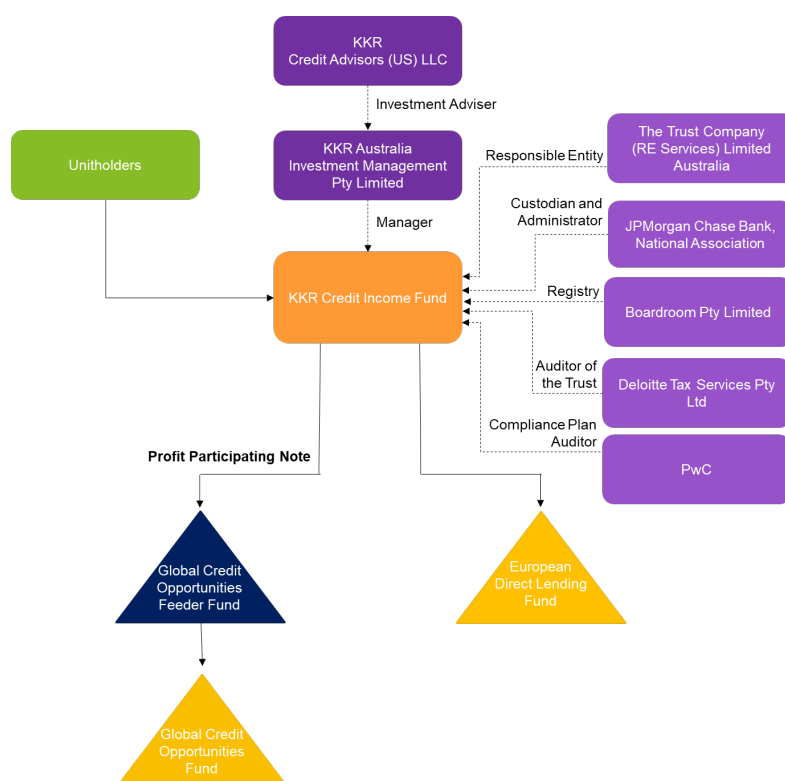 KKR
Credit Advisors (US) LLC
Investment Adviser
Unitholders
KKR Australia
Investment Management
Pty Limited
Manager
KKR Credit Income Fund
Responsible Entity
The Trust Company
(RE Services) Limited
Australia
Custodian and
Administrator
JPMorgan Chase Bank,
National Association
Registry
Boardroom Pty Limited
Auditor of
the Trust
Deloitte Tax Services Pty
Ltd
Compliance Plan
Auditor
PwC
Profit Participating Note
Global Credit
Opportunities
Feeder Fund
European
Direct Lending
Fund
Global Credit
Opportunities
Fund